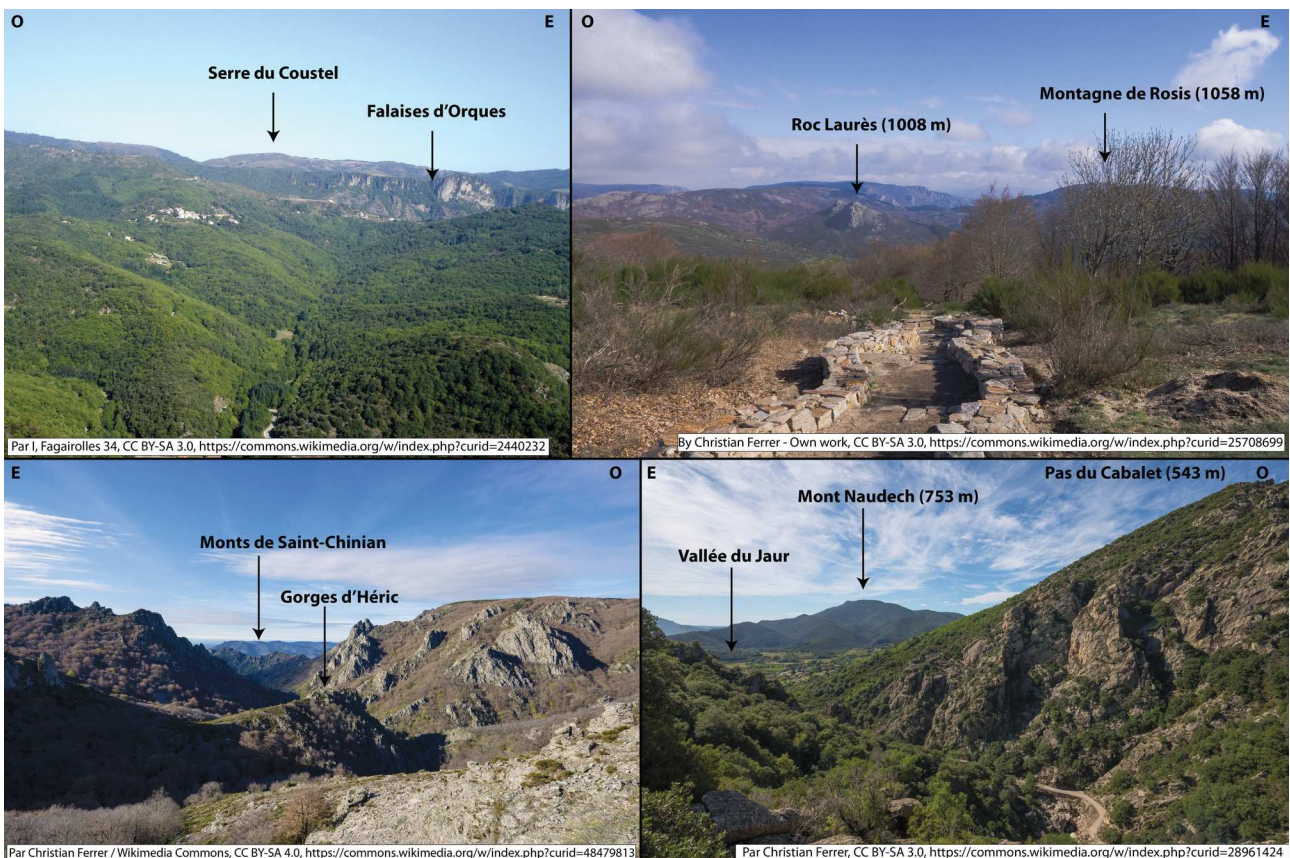 O
E
Serre du Coustel
Falaises d'Orques
Par I, Fagairolles 34, CC BY-SA 3.0, https://commons.wikimedia.org/w/index.php?curid=2440232
O
E
Montagne de Rosis (1058 m)
Roc Laurès (1008 m)
By Christian Ferrer - Own work, CC BY-SA 3.0, https://commons.wikimedia.org/w/index.php?curid=25708699
E
O
Monts de Saint-Chinian
Gorges d'Héric
Par Christian Ferrer / Wikimedia Commons, CC BY-SA 4.0, https://commons.wikimedia.org/w/index.php?curid=48479813
E
Pas du Cabalet (543 m)
O
Mont Naudech (753 m)
Vallée du Jaur
Par Christian Ferrer, CC BY-SA 3.0, https://commons.wikimedia.org/w/index.php?curid=28961424